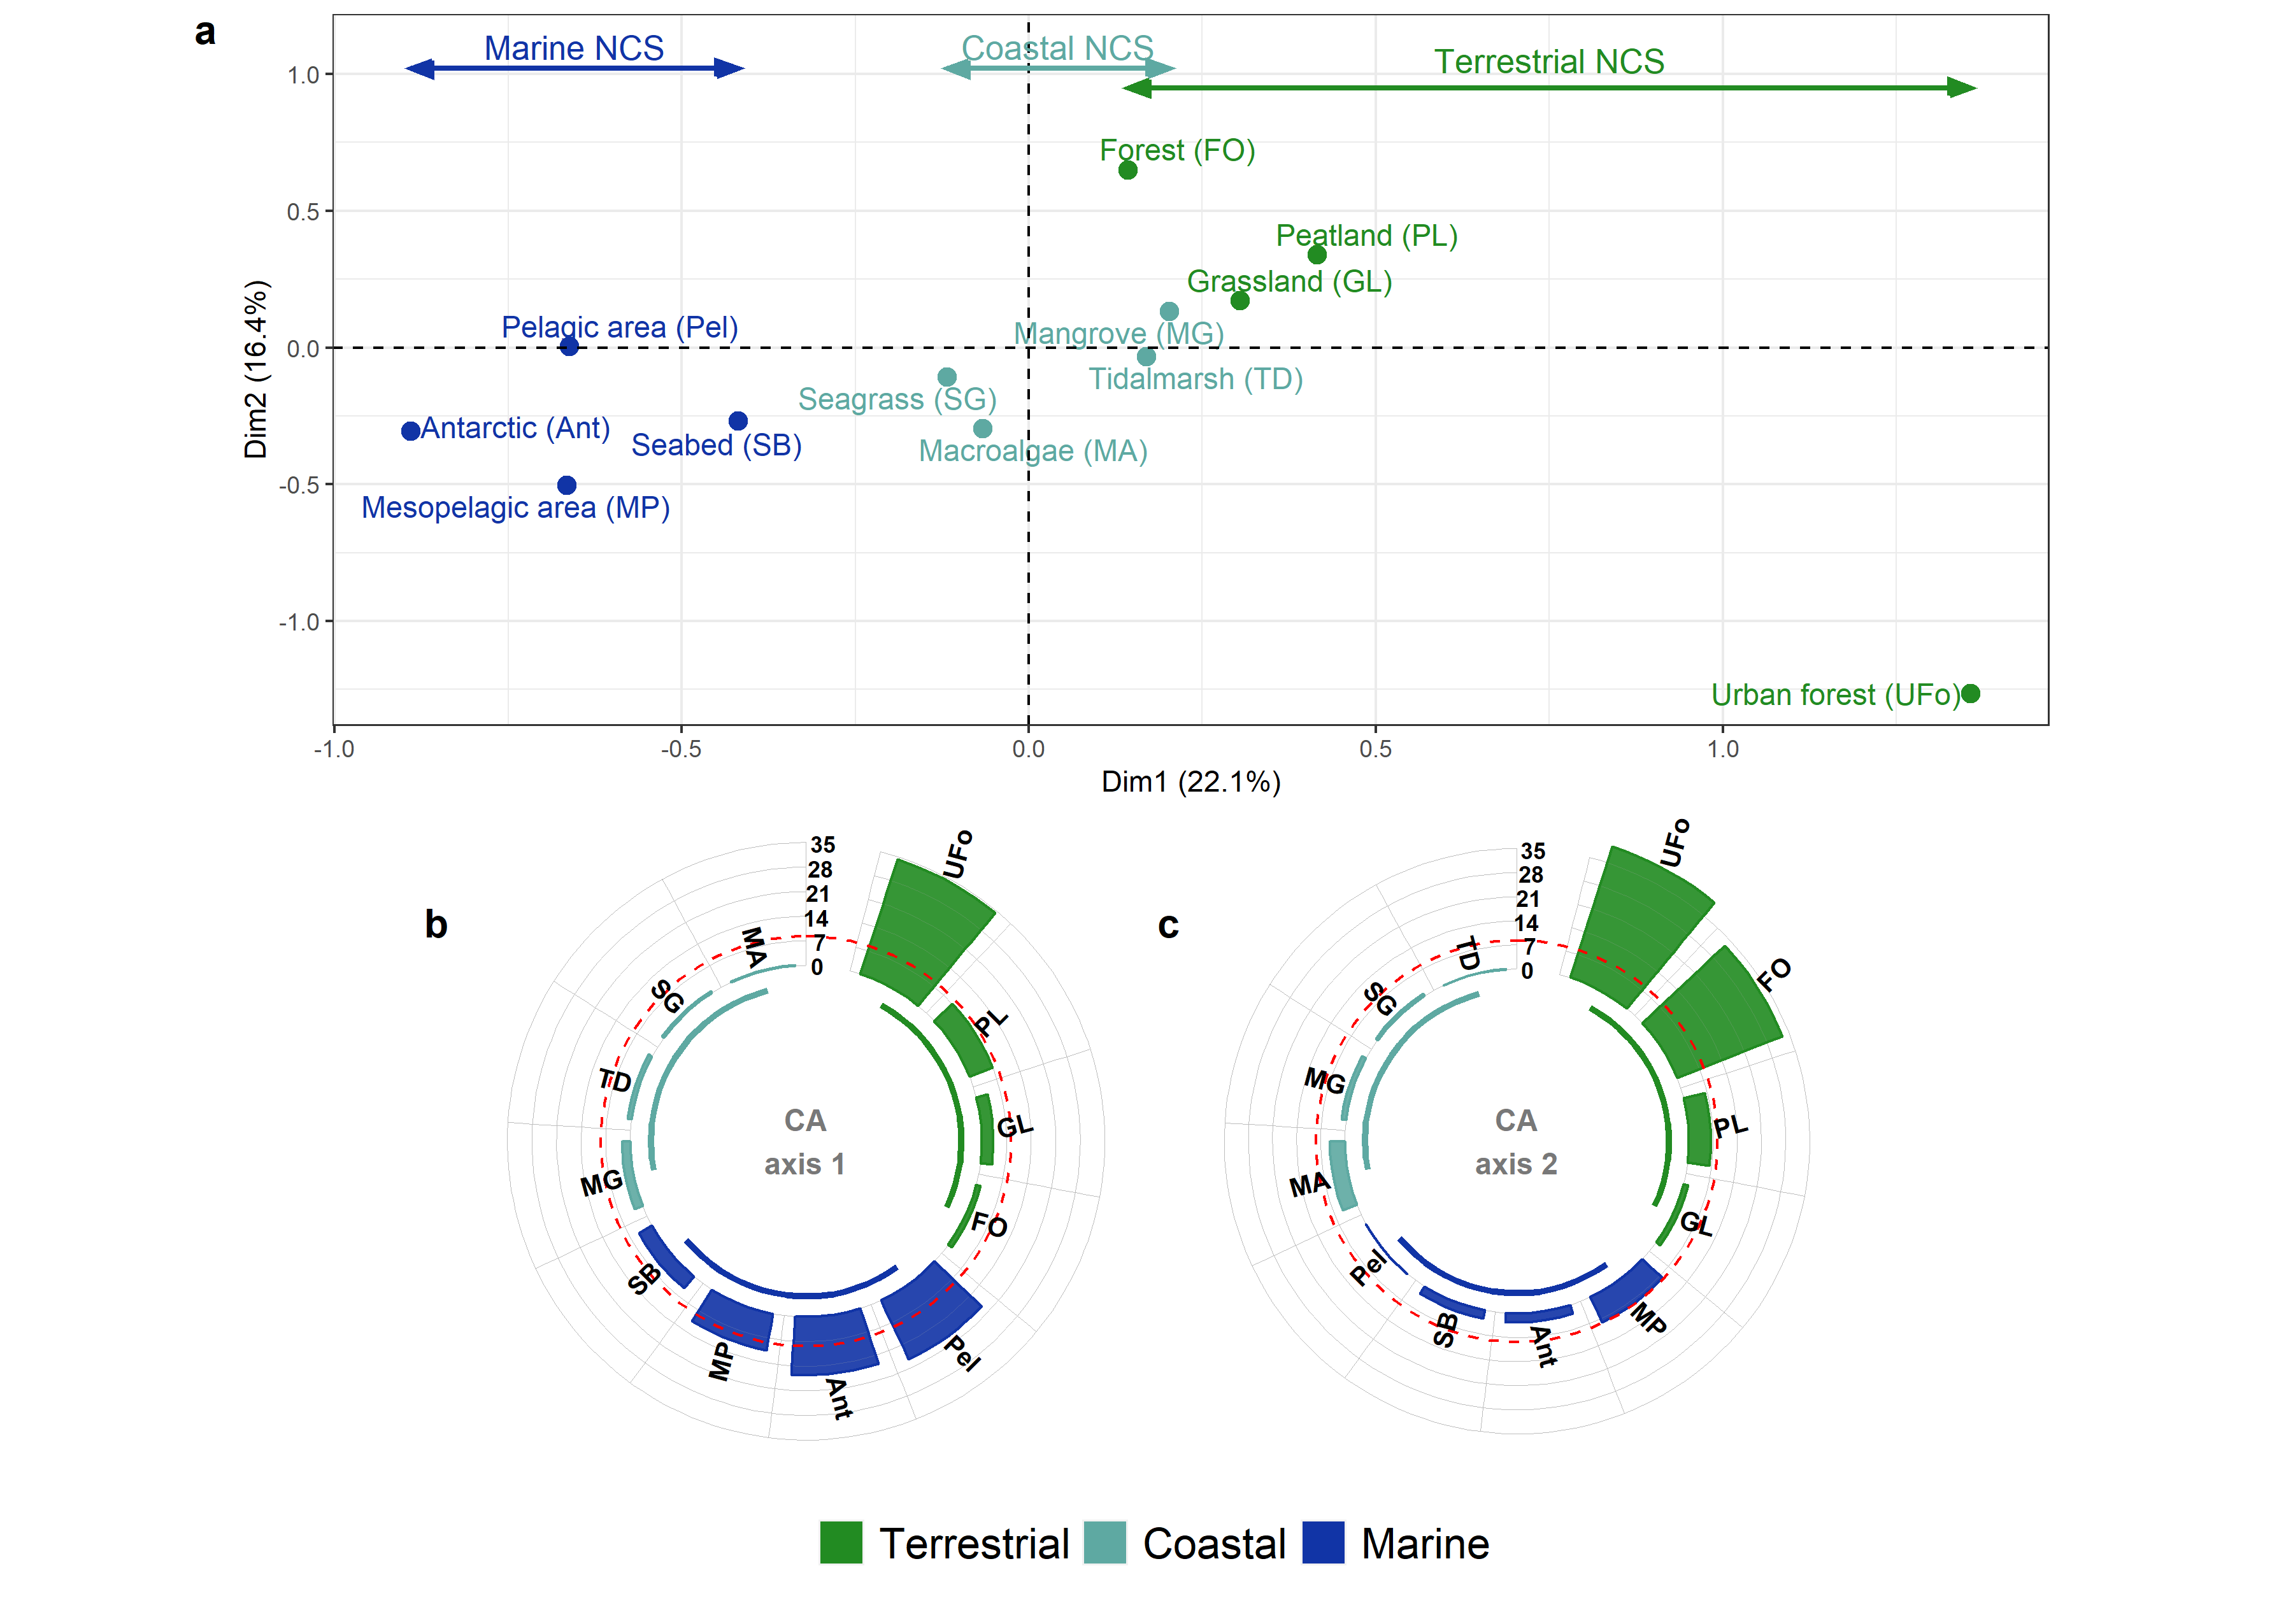 a
Marine NCS
Coastal NCS
Terrestrial NCS
1.0
0.5
0.0
-0.5
-1.0
Dim2 (16.4%)
Forest (FO)
Peatland (PL)
Grassland (GL)
Pelagic area (Pel)
Mangrove (MG)
Tidalmarsh (TD)
Seagrass (SG)
Antarctic (Ant)
Seabed (SB)
Macroalgae (MA)
Mesopelagic area (MP)
Urban forest (UFo)
-1.0
-0.5
0.0
0.5
1.0
Dim1 (22.1%)
b
35
28
21
14
7
0
UFo
PL
GL
FO
Pel
Ant
MP
SB
MG
TD
SG
MA
CA
axis 1
c
35
28
21
14
7
0
UFo
FO
PL
GL
MP
Ant
SB
Pel
MA
MG
SG
TD
CA
axis 2
Terrestrial
Coastal
Marine